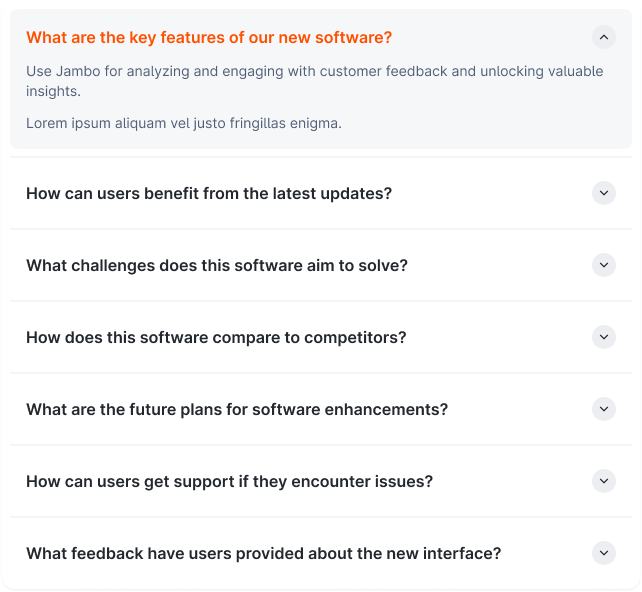 What are the key features of our new software?
Use Jambo for analyzing and engaging with customer feedback and unlocking valuable
insights.
Lorem ipsum aliquam vel justo fringillas enigma.
How can users benefit from the latest updates?
What challenges does this software aim to solve?
How does this software compare to competitors?
What are the future plans for software enhancements?
How can users get support if they encounter issues?
What feedback have users provided about the new interface?